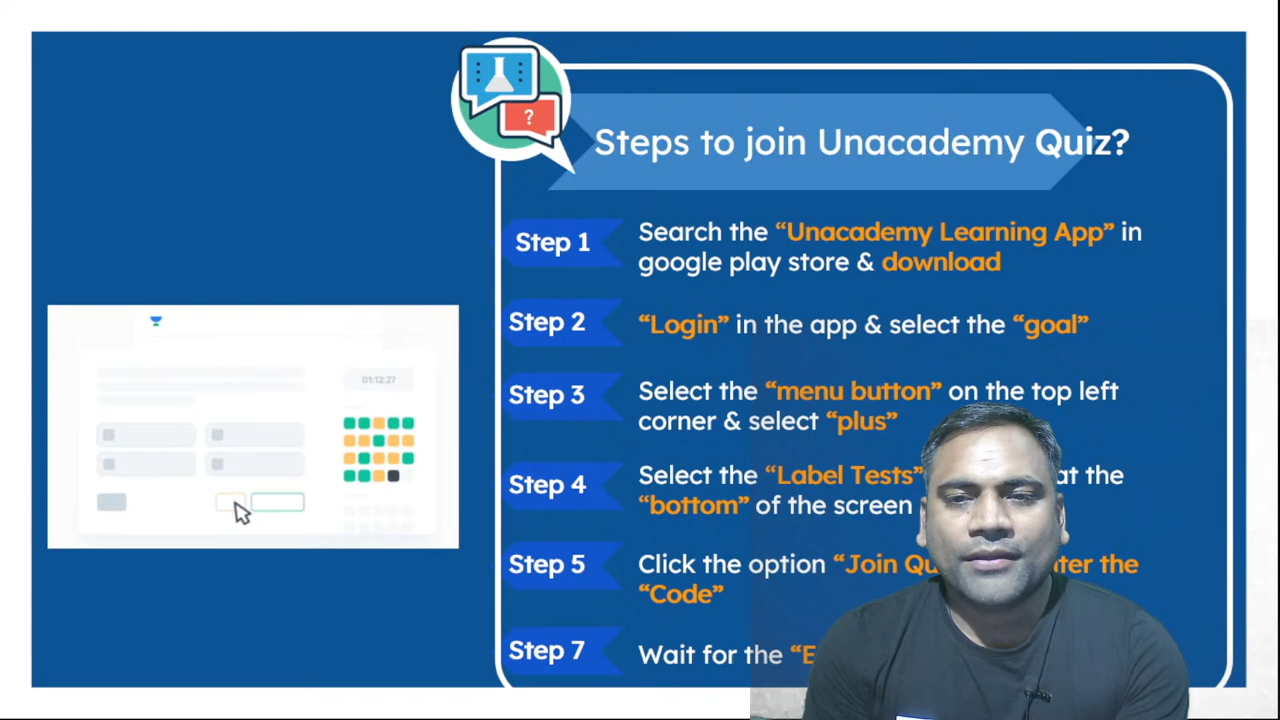 ?
Steps to join Unacademy Quiz?
Step 1
Search the “Unacademy Learning App” in
google play store & download
Step 2
“Login” in the app & select the “goal”
Step 3
Select the “menu button” on the top left
corner & select “plus”
Step 4
Select the “Label Tests” at the
“bottom” of the screen
Step 5
Click the option “Join the
“Code”
Step 7
Wait for the
01:12:27